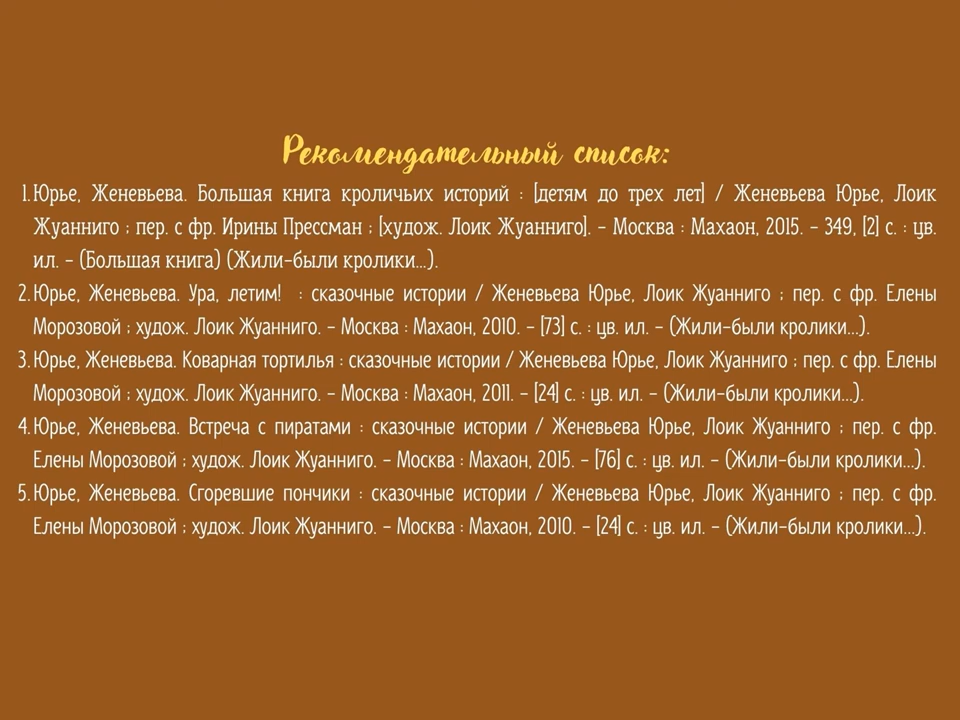 Рекомендательный список:
1. Юрье, Женевьева. Большая книга кроличьих историй : [детям до трех лет] / Женевьева Юрье, Лоик
Жуанниго ; пер. с фр. Ирины Прессман ; [худож. Лоик Жуанниго]. – Москва : Махаон, 2015. – 349, [2] с. : цв.
ил. – (Большая книга) (Жили-были кролики...).
2. Юрье, Женевьева. Ура, летим! : сказочные истории / Женевьева Юрье, Лоик Жуанниго ; пер. с фр. Елены
Морозовой ; худож. Лоик Жуанниго. – Москва : Махаон, 2010. – [73] с. : цв. ил. – (Жили-были кролики...).
3. Юрье, Женевьева. Коварная тортилья : сказочные истории / Женевьева Юрье, Лоик Жуанниго ; пер. с фр. Елены
Морозовой ; худож. Лоик Жуанниго. – Москва : Махаон, 2011. – [24] с. : цв. ил. – (Жили-были кролики...).
4. Юрье, Женевьева. Встреча с пиратами : сказочные истории / Женевьева Юрье, Лоик Жуанниго ; пер. с фр.
Елены Морозовой ; худож. Лоик Жуанниго. – Москва : Махаон, 2015. – [76] с. : цв. ил. – (Жили-были кролики...).
5. Юрье, Женевьева. Сгоревшие пончики : сказочные истории / Женевьева Юрье, Лоик Жуанниго ; пер. с фр.
Елены Морозовой ; худож. Лоик Жуанниго. – Москва : Махаон, 2010. – [24] с. : цв. ил. – (Жили-были кролики...).